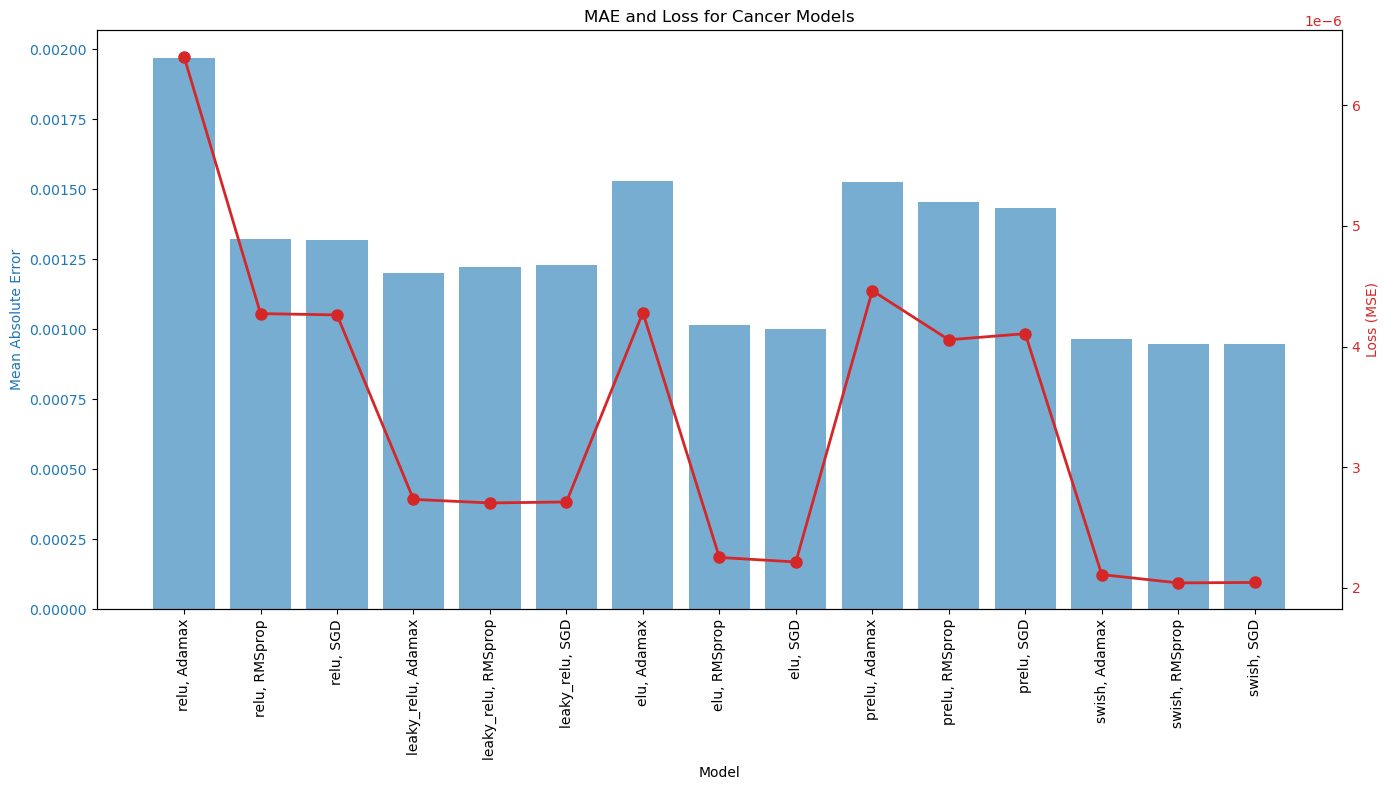 MAE and Loss for Cancer Models
1e−6
0.00200
0.00175
0.00150
0.00125
0.00100
0.00075
0.00050
0.00025
0.00000
Mean Absolute Error
6
5
4
3
2
Loss (MSE)
relu, Adamax
relu, RMSprop
relu, SGD
leaky_relu, Adamax
leaky_relu, RMSprop
leaky_relu, SGD
elu, Adamax
elu, RMSprop
elu, SGD
prelu, Adamax
prelu, RMSprop
prelu, SGD
swish, Adamax
swish, RMSprop
swish, SGD
Model